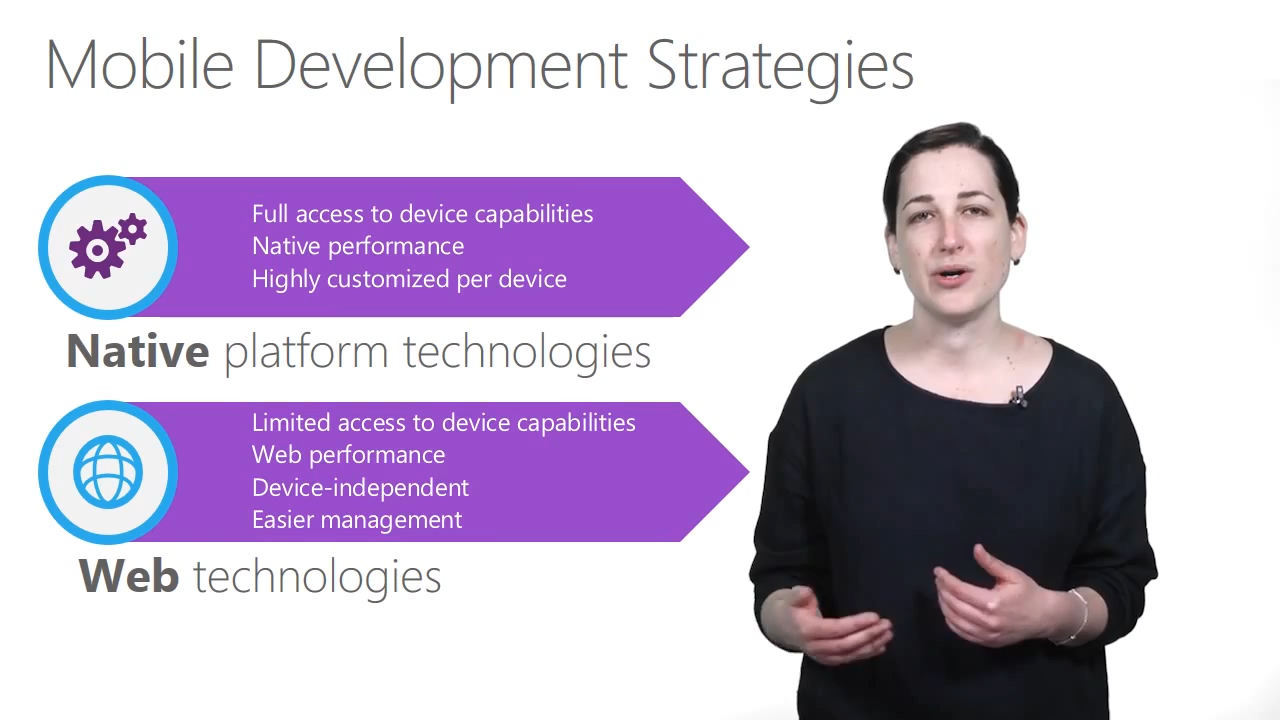 Mobile Development Strategies
Full access to device capabilities
Native performance
Highly customized per device
Native platform technologies
Limited access to device capabilities
Web performance
Device-independent
Easier management
Web technologies